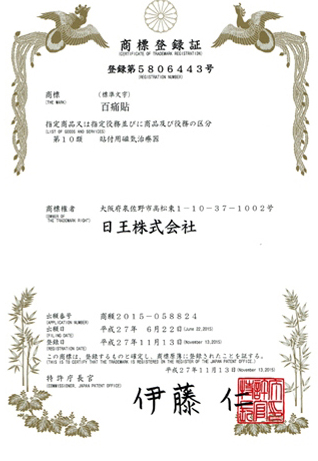 商標登録証
(CERTIFICATE OF TRADEMARK REGISTRATION)
登録第5806443号
(REGISTRATION NUMBER)
商標 (標準文字)
(THE MARK) 百痛貼
指定商品又は指定役務並びに商品及び役務の区分
(LIST OF GOODS AND SERVICES)
第10類 貼付用磁気治療器
商標権者 大阪府泉佐野市高松東1-10-37-1002号
(OWNER OF THE TRADEMARK RIGHT)
日王株式会社
出願番号 商願2015-058824
(APPLICATION NUMBER)
出願日 平成27年 6月22日(June 22,2015)
(FILING DATE)
登録日 平成27年11月13日(November 13,2015)
(REGISTRATION DATE)
この商標は、登録するものと確定し、商標原簿に登録されたことを証する。
(THIS IS TO CERTIFY THAT THE TRADEMARK IS REGISTERED ON THE REGISTER OF THE JAPAN PATENT OFFICE.)
平成27年11月13日(November 13,2015)
特許庁長官
(COMMISSIONER, JAPAN PATENT OFFICE)
伊藤 仁